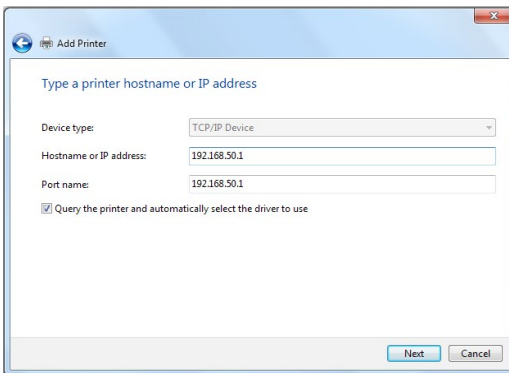 Add Printer
Type a printer hostname or IP address
Device type: TCP/IP Device
Hostname or IP address: 192.168.50.1
Port name: 192.168.50.1
Query the printer and automatically select the driver to use
Next Cancel